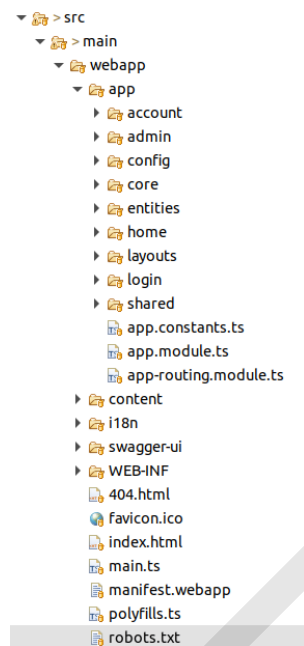 > src
> main
webapp
app
account
admin
config
core
entities
home
layouts
login
shared
app.constants.ts
app.module.ts
app-routing.module.ts
content
i18n
swagger-ui
WEB-INF
404.html
favicon.ico
index.html
main.ts
manifest.webapp
polyfills.ts
robots.txt